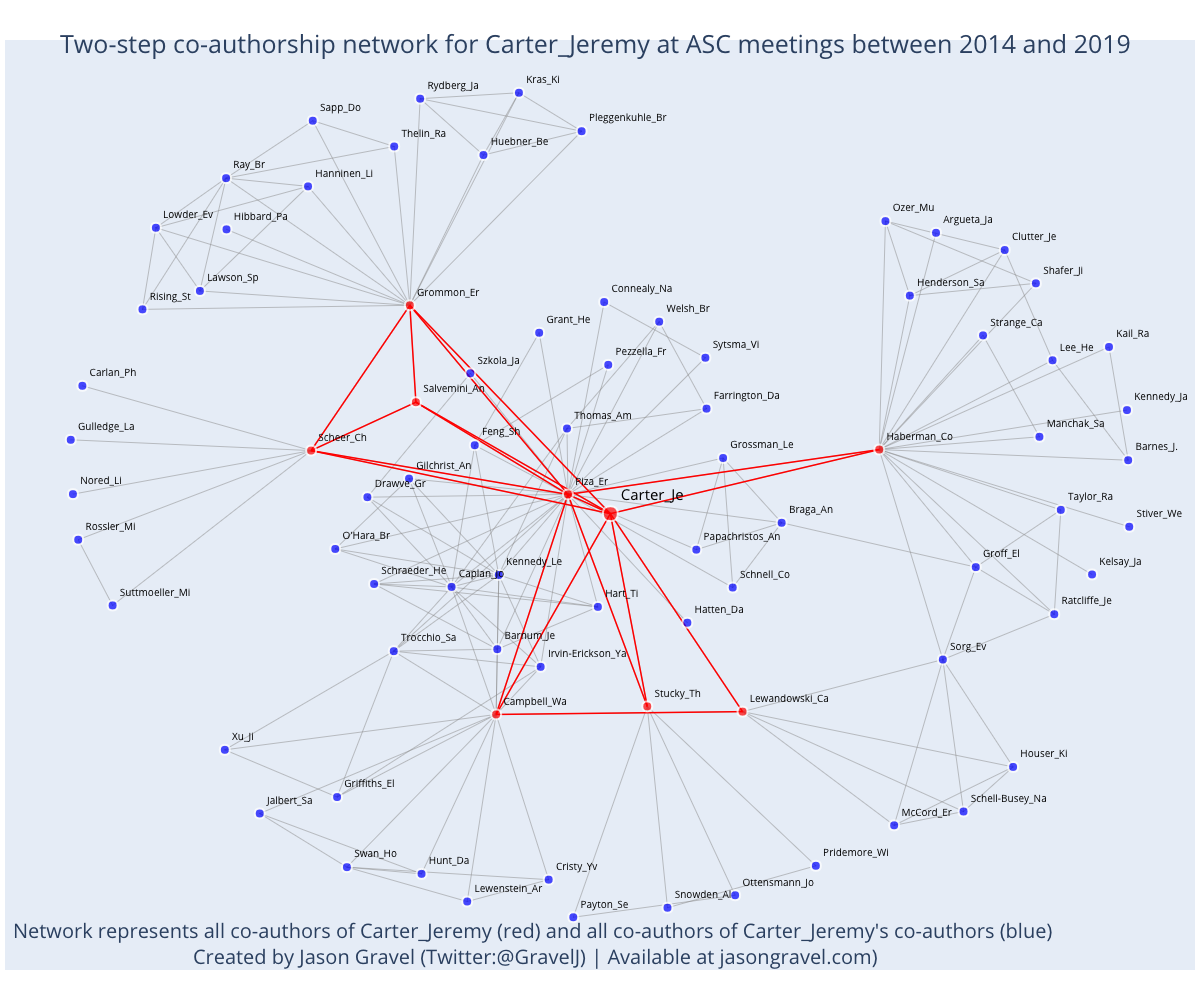 Two-step co-authorship network for Carter_Jeremy at ASC meetings between 2014 and 2019
Kras_Ki
Rydberg_Ja
Sapp_Do
Pleggenkuhle_Br
Thelin_Ra
Huebner_Be
Ray_Br
Hanninen_Li
Ozer_Mu
Lowder_Ev
Hibbard_Pa
Argueta_Ja
Clutter_Je
Shafer_Ji
Lawson_Sp
Henderson_Sa
Connealy_Na
Grommon_Er
Rising_St
Welsh_Br
Grant_He
Strange_Ca
Kail_Ra
Sytsma_Vi
Pezzella_Fr
Lee_He
Szkola_Ja
Carlan_Ph
Salvemini_An
Farrington_Da
Kennedy_Ja
Thomas_Am
Manchak_Sa
Gulledge_La
Feng_Sh
Scheer_Ch
Haberman_Co
Grossman_Le
Barnes_J.
Gilchrist_An
Nored_Li
Drawve_Gr
Piza_Er
Carter_Je
Taylor_Ra
Braga_An
Stiver_We
Rossler_Mi
O'Hara_Br
Papachristos_An
Groff_El
Kelsay_Ja
Kennedy_Le
Schraeder_He
Caplan_Jo
Schnell_Co
Suttmoeller_Mi
Hart_Ti
Ratcliffe_Je
Hatten_Da
Trocchio_Sa
Barnum_Je
Irvin-Erickson_Ya
Sorg_Ev
Stucky_Th
Lewandowski_Ca
Campbell_Wa
Xu_Ji
Houser_Ki
Griffiths_El
Jalbert_Sa
Schell-Busey_Na
McCord_Er
Pridemore_Wi
Swan_Ho
Hunt_Da
Cristy_Yv
Ottensmann_Jo
Lewenstein_Ar
Snowden_Al
Payton_Se
Network represents all co-authors of Carter_Jeremy (red) and all co-authors of Carter_Jeremy's co-authors (blue)
Created by Jason Gravel (Twitter:@GravelJ) | Available at jasongravel.com)